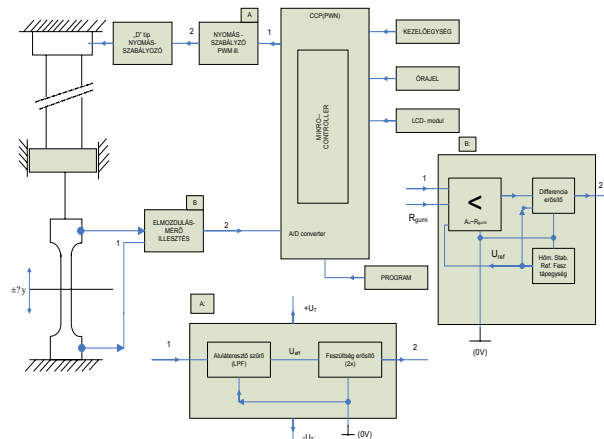 „D" tip.
NYOMÁS-
SZABÁLYOZÓ
2
A
NYOMÁS -
SZABÁLYZÓ
PWM ill.
1
CCP(PWN)
MIKRO–
CONTROLLER
A/D converter
KEZELŐEGYSÉG
ÓRAJEL
LCD- modul
PROGRAM
B
ELMOZDULÁS-
MÉRŐ
ILLESZTÉS
1
2
±? y
B:
1
Rgumi
<
Au~Rgumi
Differencia
erősítő
2
Uref
Hőm. Stab.
Ref. Fesz
tápegység
(0V)
A:
+UT
1
Aluláteresztő szűrő
(LPF)
Ueff
Feszültség erősítő
(2x)
2
(0V)
-UT